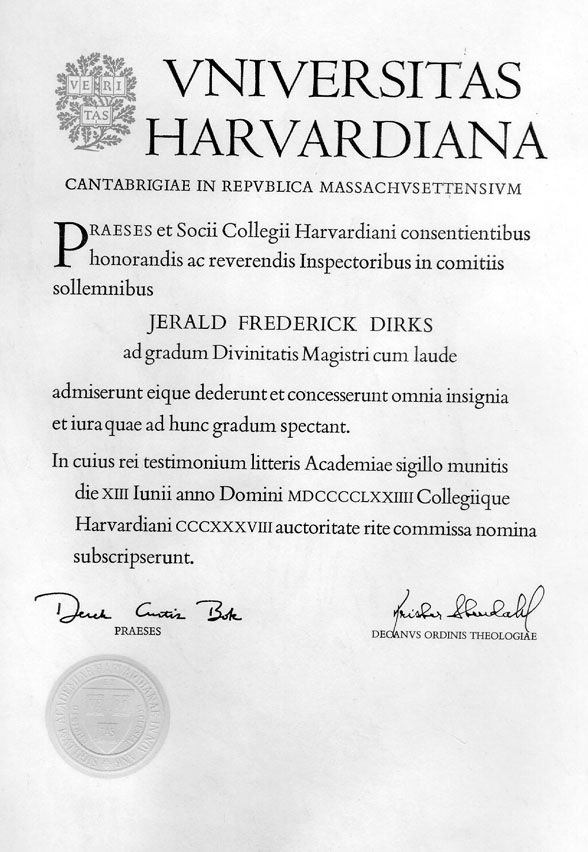 VE RI
TAS
VNIVERSITAS
HARVARDIANA
CANTABRIGIAE IN REPVBLICA MASSACHVSETTENSIVM
PRAESES et Socii Collegii Harvardiani consentientibus
honorandis ac reverendis Inspectoribus in comitiis
sollemnibus
JERALD FREDERICK DIRKS
ad gradum Divinitatis Magistri cum laude
admiserunt eique dederunt et concesserunt omnia insignia
et iura quae ad hunc gradum spectant.
In cuius rei testimonium litteris Academiae sigillo munitis
die XIII Iunii anno Domini MDCCCCLXXIIII Collegiique
Harvardiani CCCXXXVIII auctoritate rite commissa nomina
subscripserunt.
Derek Curtis Bok
PRAESES
Krister Stendahl
DECANVS ORDINIS THEOLOGIAE